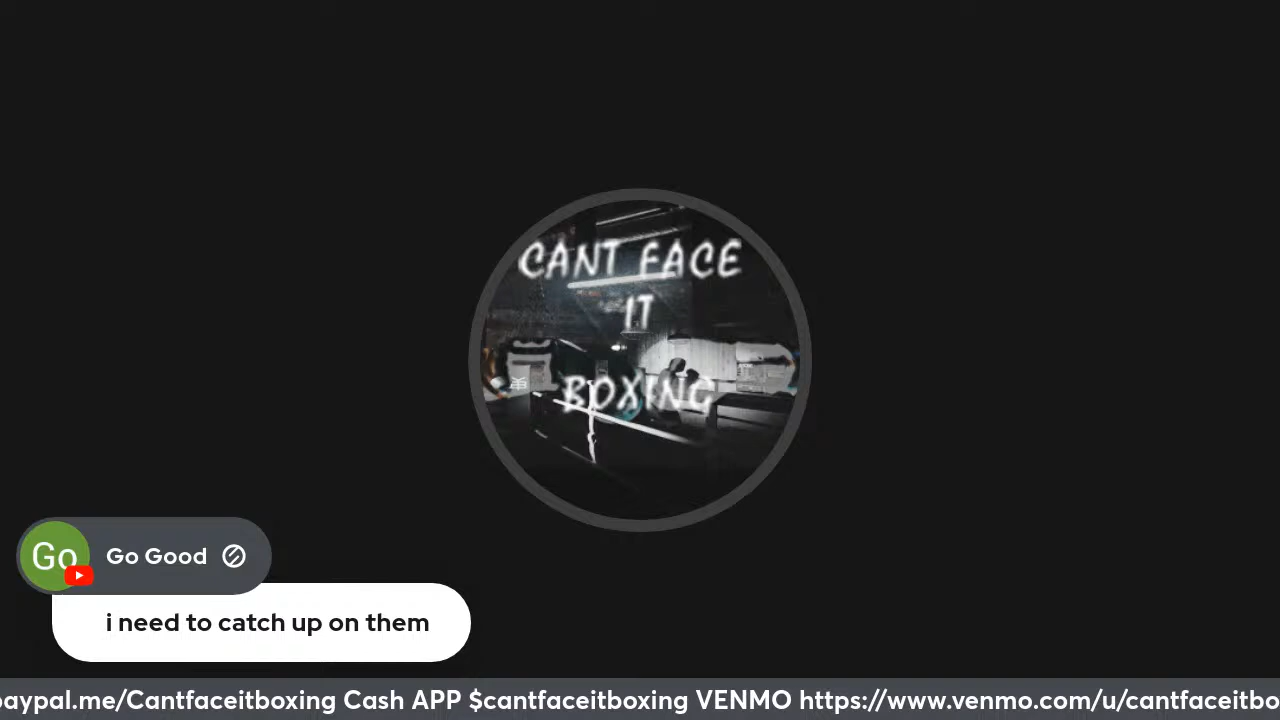 CANT FACE
IT
BOXING
Go Go Good
i need to catch up on them
paypal.me/Cantfaceitboxing Cash APP $cantfaceitboxing VENMO https://www.venmo.com/u/cantfaceitbo